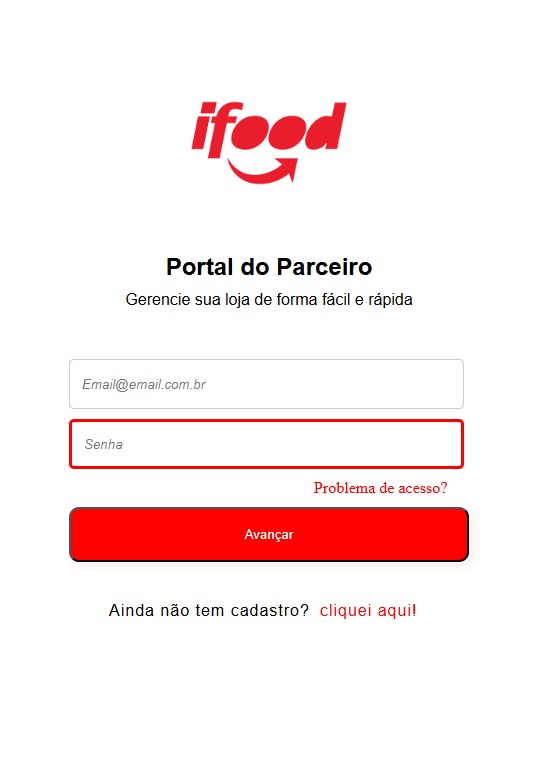 ifood
Portal do Parceiro
Gerencie sua loja de forma fácil e rápida
Email@email.com.br
Senha
Problema de acesso?
Avançar
Ainda não tem cadastro? cliquei aqui!